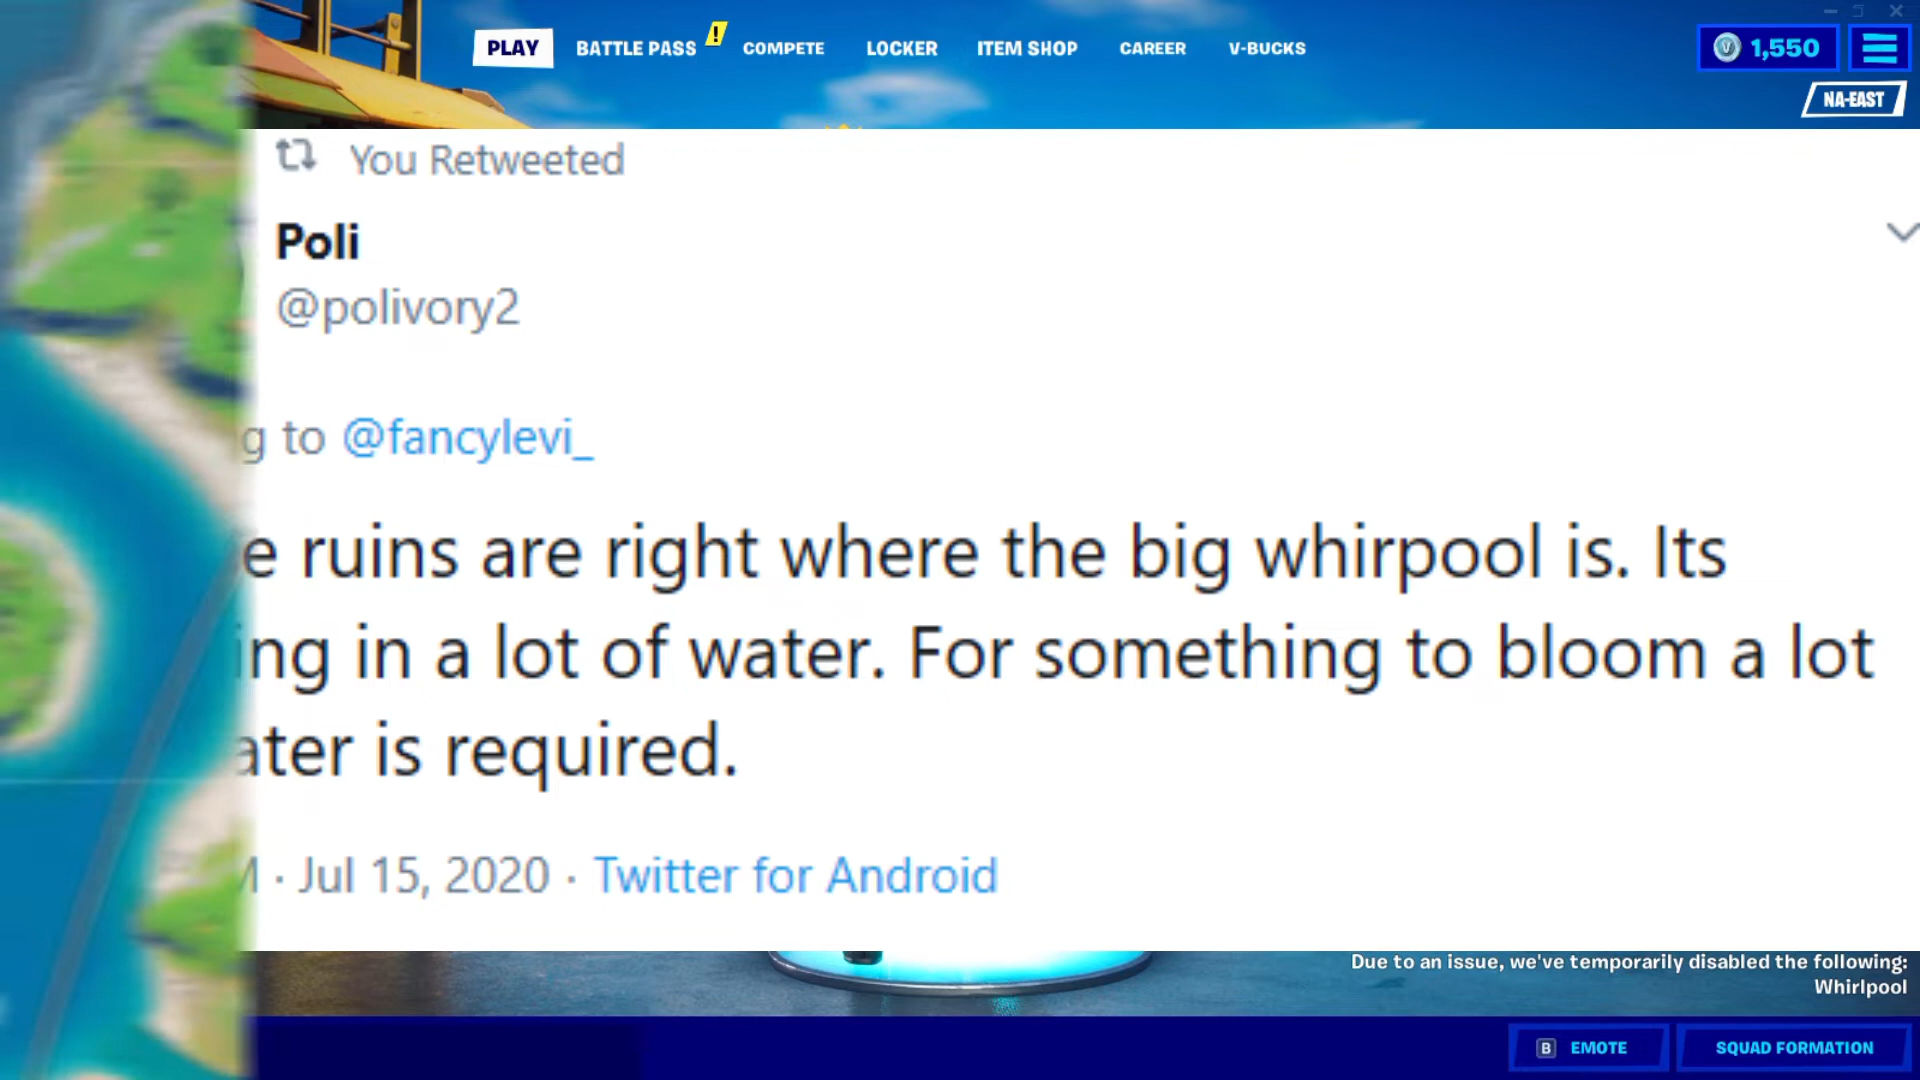 PLAY BATTLE PASS ! COMPETE LOCKER ITEM SHOP CAREER V-BUCKS
V 1,550
NA-EAST
You Retweeted
Poli
@polivory2
g to @fancylevi_
e ruins are right where the big whirpool is. Its
ing in a lot of water. For something to bloom a lot
ater is required.
· Jul 15, 2020 · Twitter for Android
Due to an issue, we've temporarily disabled the following:
Whirlpool
B EMOTE SQUAD FORMATION